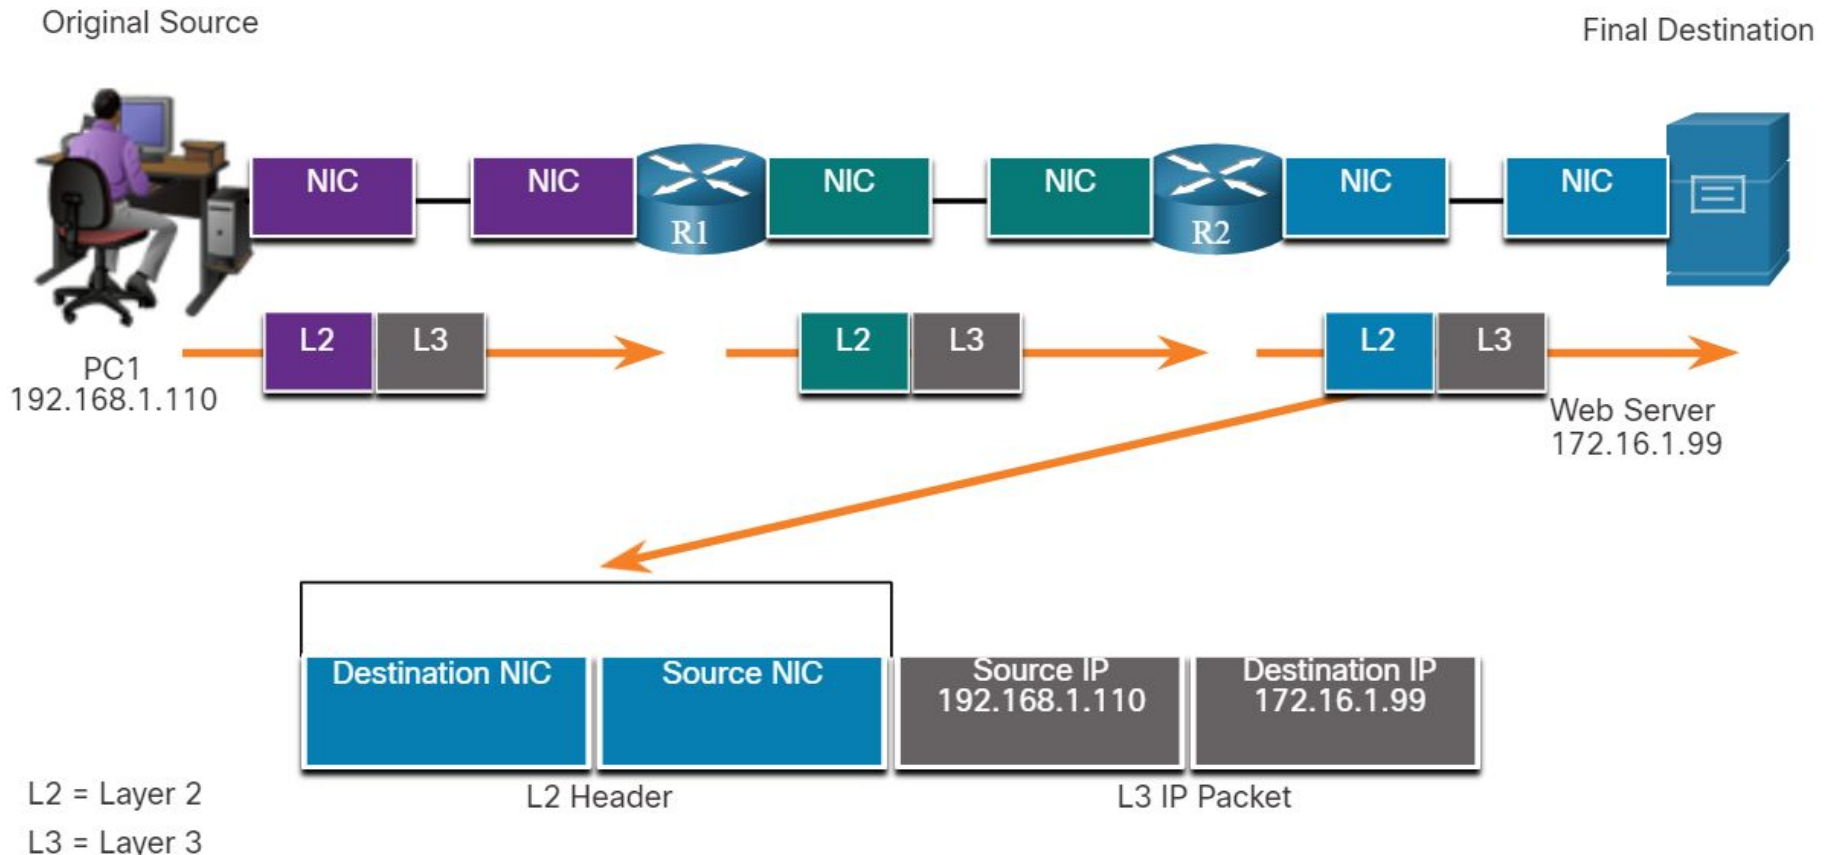 Original Source
Final Destination
NIC
NIC
R1
NIC
NIC
R2
NIC
NIC
L2
L3
L2
L3
L2
L3
PC1
192.168.1.110
Web Server
172.16.1.99
Destination NIC
Source NIC
Source IP
192.168.1.110
Destination IP
172.16.1.99
L2 Header
L3 IP Packet
L2 = Layer 2
L3 = Layer 3